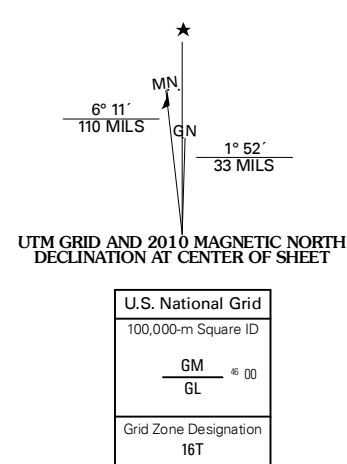 ★
MN.
6° 11´
110 MILS
GN
1° 52´
33 MILS
UTM GRID AND 2010 MAGNETIC NORTH
DECLINATION AT CENTER OF SHEET
U.S. National Grid
100,000-m Square ID
GM
46 00
GL
Grid Zone Designation
16T